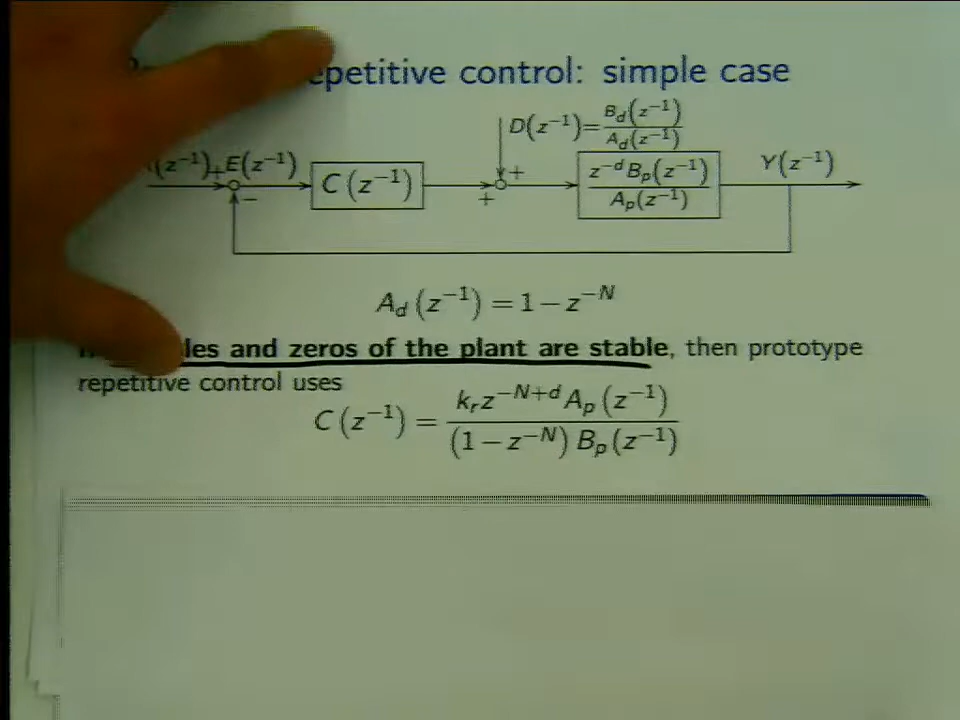 repetitive control: simple case
D(z⁻¹)=B_d(z⁻¹)/A_d(z⁻¹)
(z⁻¹) + E(z⁻¹) C(z⁻¹) + + z⁻ᵈB_p(z⁻¹)/A_p(z⁻¹) Y(z⁻¹)
−
A_d(z⁻¹) = 1 − z⁻ᴺ
and zeros of the plant are stable, then prototype
repetitive control uses
C(z⁻¹) = k_r z⁻ᴺ⁺ᵈ A_p(z⁻¹) / (1 − z⁻ᴺ) B_p(z⁻¹)